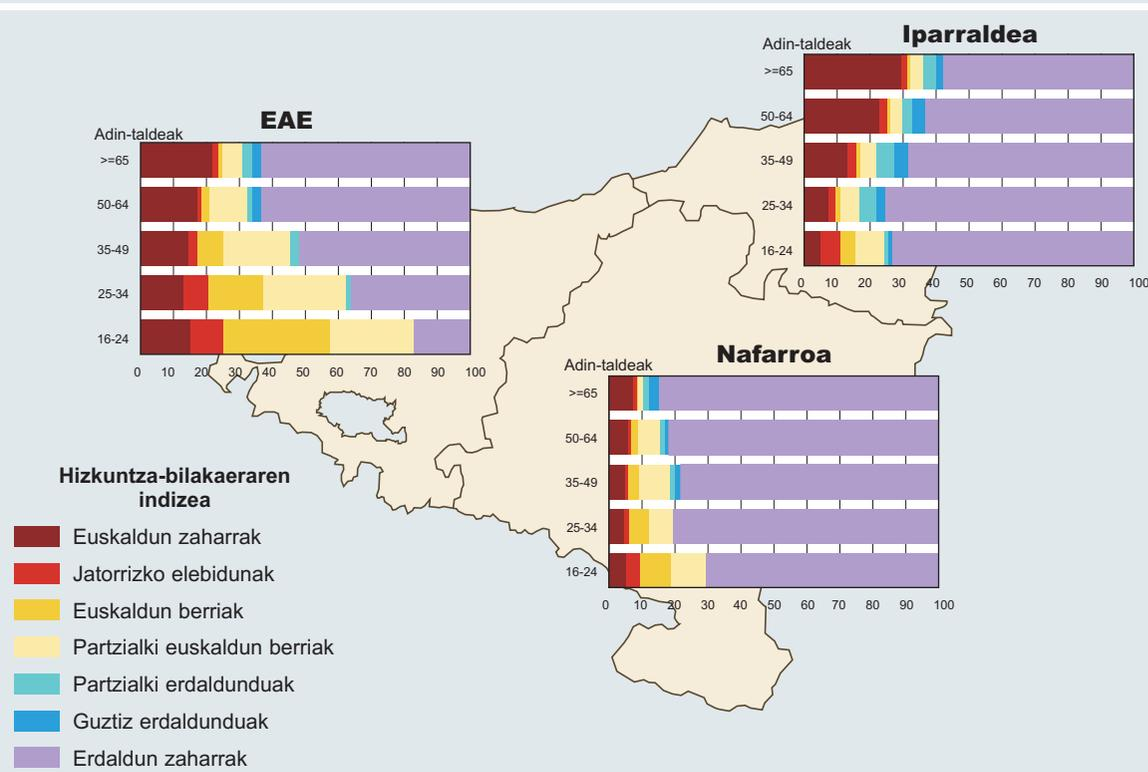 Iparraldea
Adin-taldeak
>=65
50-64
35-49
25-34
16-24
0 10 20 30 40 50 60 70 80 90 100
EAE
Adin-taldeak
>=65
50-64
35-49
25-34
16-24
0 10 20 30 40 50 60 70 80 90 100
Nafarroa
Adin-taldeak
>=65
50-64
35-49
25-34
16-24
0 10 20 30 40 50 60 70 80 90 100
Hizkuntza-bilakaeraren
indizea
Euskaldun zaharrak
Jatorrizko elebidunak
Euskaldun berriak
Partzialki euskaldun berriak
Partzialki erdaldunduak
Guztiz erdaldunduak
Erdaldun zaharrak